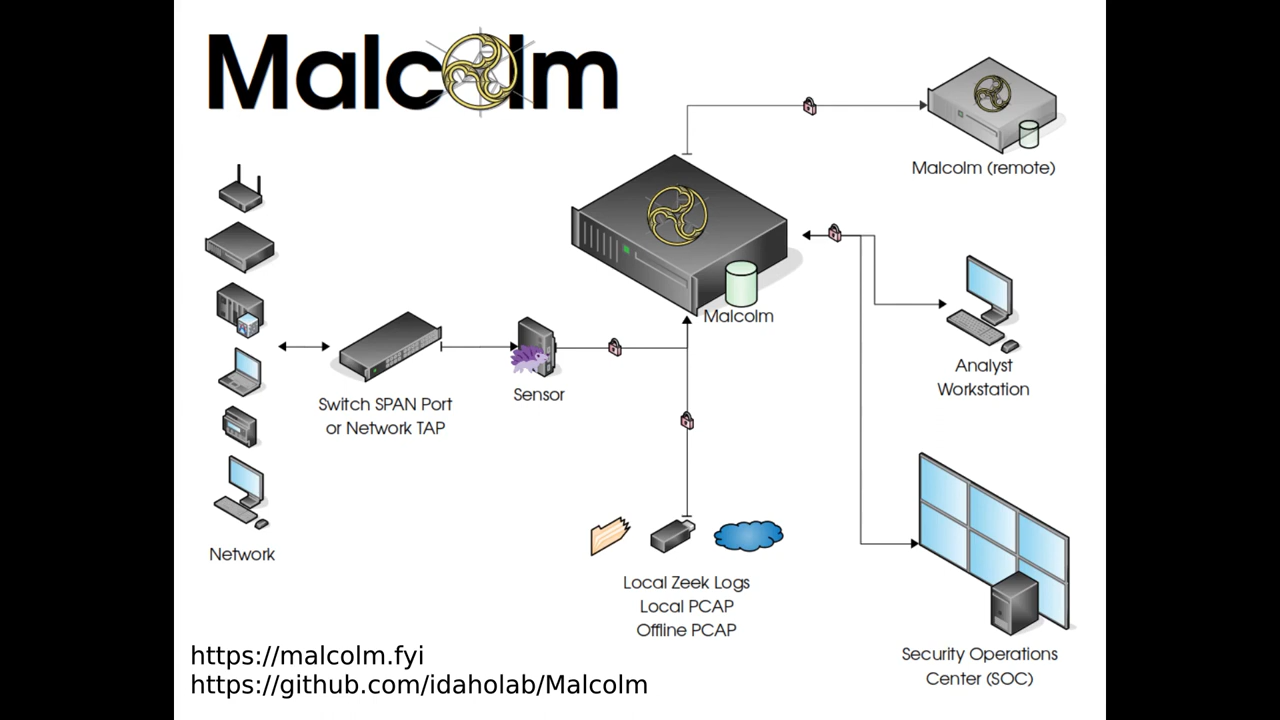 Malcolm
Malcolm (remote)
Malcolm
Analyst
Workstation
Sensor
Switch SPAN Port
or Network TAP
Network
Local Zeek Logs
Local PCAP
Offline PCAP
Security Operations
Center (SOC)
https://malcolm.fyi
https://github.com/idaholab/Malcolm